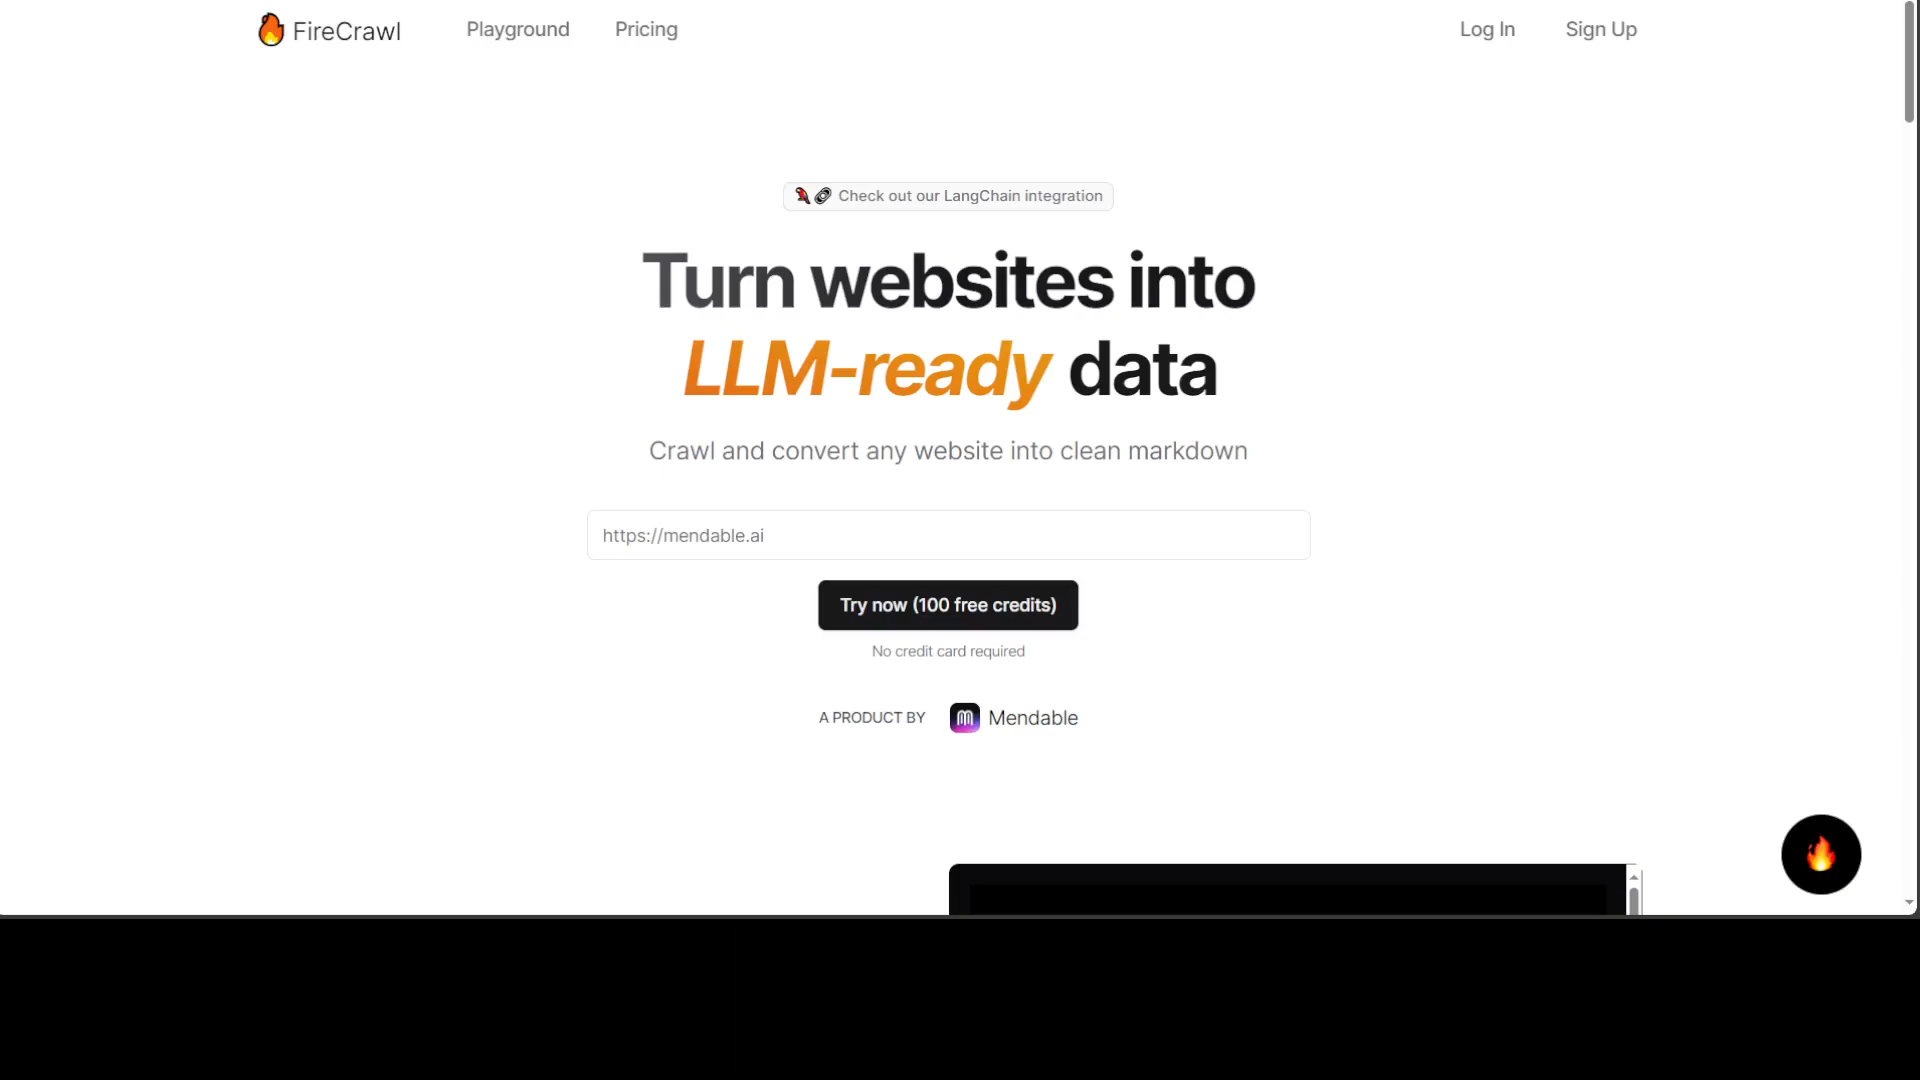 FireCrawl
Playground
Pricing
Log In
Sign Up
Check out our LangChain integration
Turn websites into
LLM-ready data
Crawl and convert any website into clean markdown
https://mendable.ai
Try now (100 free credits)
No credit card required
A PRODUCT BY
Mendable